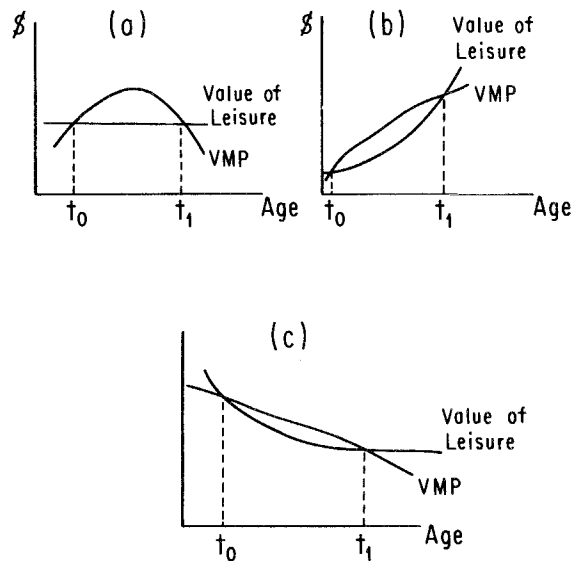 $
(a)
Value of
Leisure
VMP
t₀
t₁
Age
$
(b)
Value of
Leisure
VMP
t₀
t₁
Age
(c)
Value of
Leisure
VMP
t₀
t₁
Age